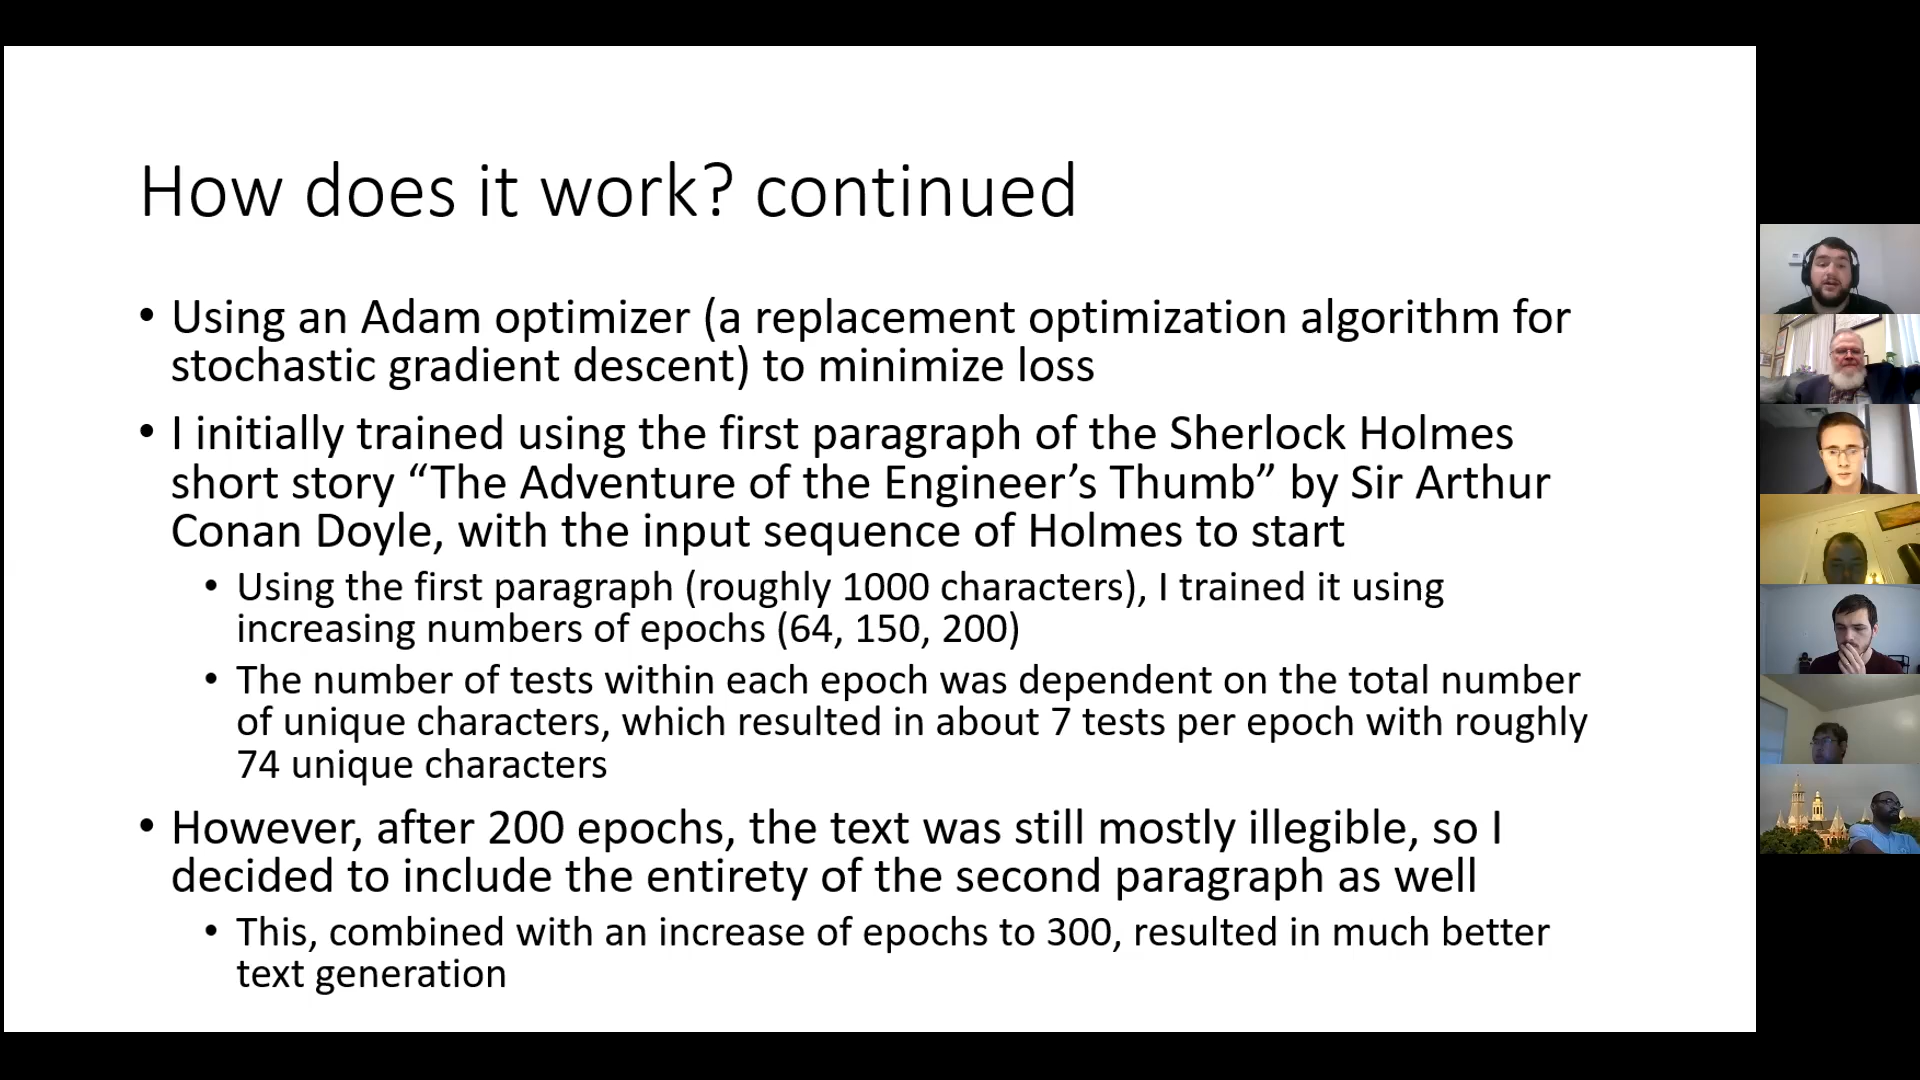 How does it work? continued
• Using an Adam optimizer (a replacement optimization algorithm for
stochastic gradient descent) to minimize loss
• I initially trained using the first paragraph of the Sherlock Holmes
short story “The Adventure of the Engineer’s Thumb” by Sir Arthur
Conan Doyle, with the input sequence of Holmes to start
• Using the first paragraph (roughly 1000 characters), I trained it using
increasing numbers of epochs (64, 150, 200)
• The number of tests within each epoch was dependent on the total number
of unique characters, which resulted in about 7 tests per epoch with roughly
74 unique characters
• However, after 200 epochs, the text was still mostly illegible, so I
decided to include the entirety of the second paragraph as well
• This, combined with an increase of epochs to 300, resulted in much better
text generation